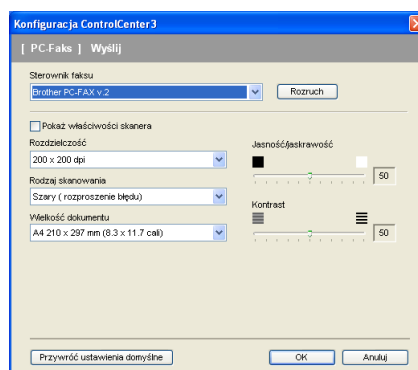 Konfiguracja ControlCenter3
[ PC-Faks ] Wyślij
Sterownik faksu
Brother PC-FAX v.2
Rozruch
Pokaż właściwości skanera
Rozdzielczość
200 x 200 dpi
Jasność/jaskrawość
50
Rodzaj skanowania
Szary ( rozproszenie błędu)
Kontrast
50
Wielkość dokumentu
A4 210 x 297 mm (8.3 x 11.7 cali)
Przywróć ustawienia domyślne
OK
Anuluj